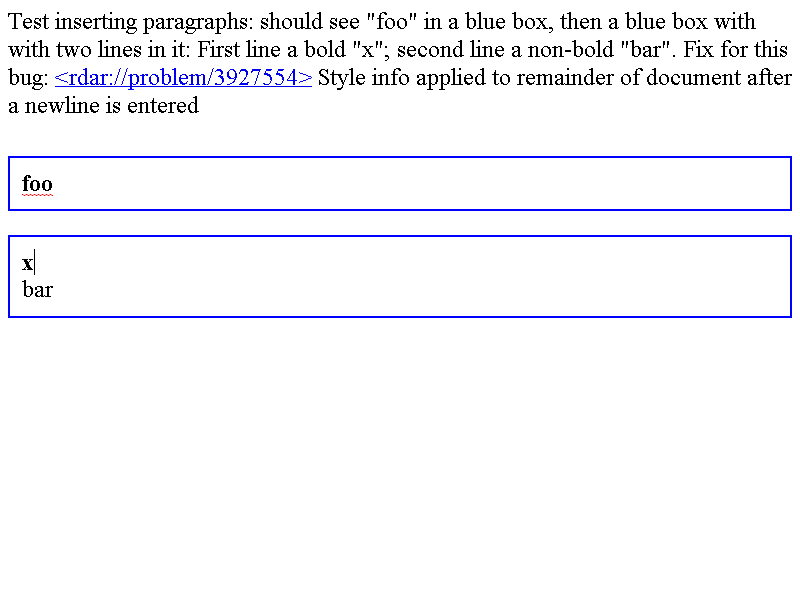 Test inserting paragraphs: should see "foo" in a blue box, then a blue box with
with two lines in it: First line a bold "x"; second line a non-bold "bar". Fix for this
bug: <rdar://problem/3927554> Style info applied to remainder of document after
a newline is entered
foo
x
bar